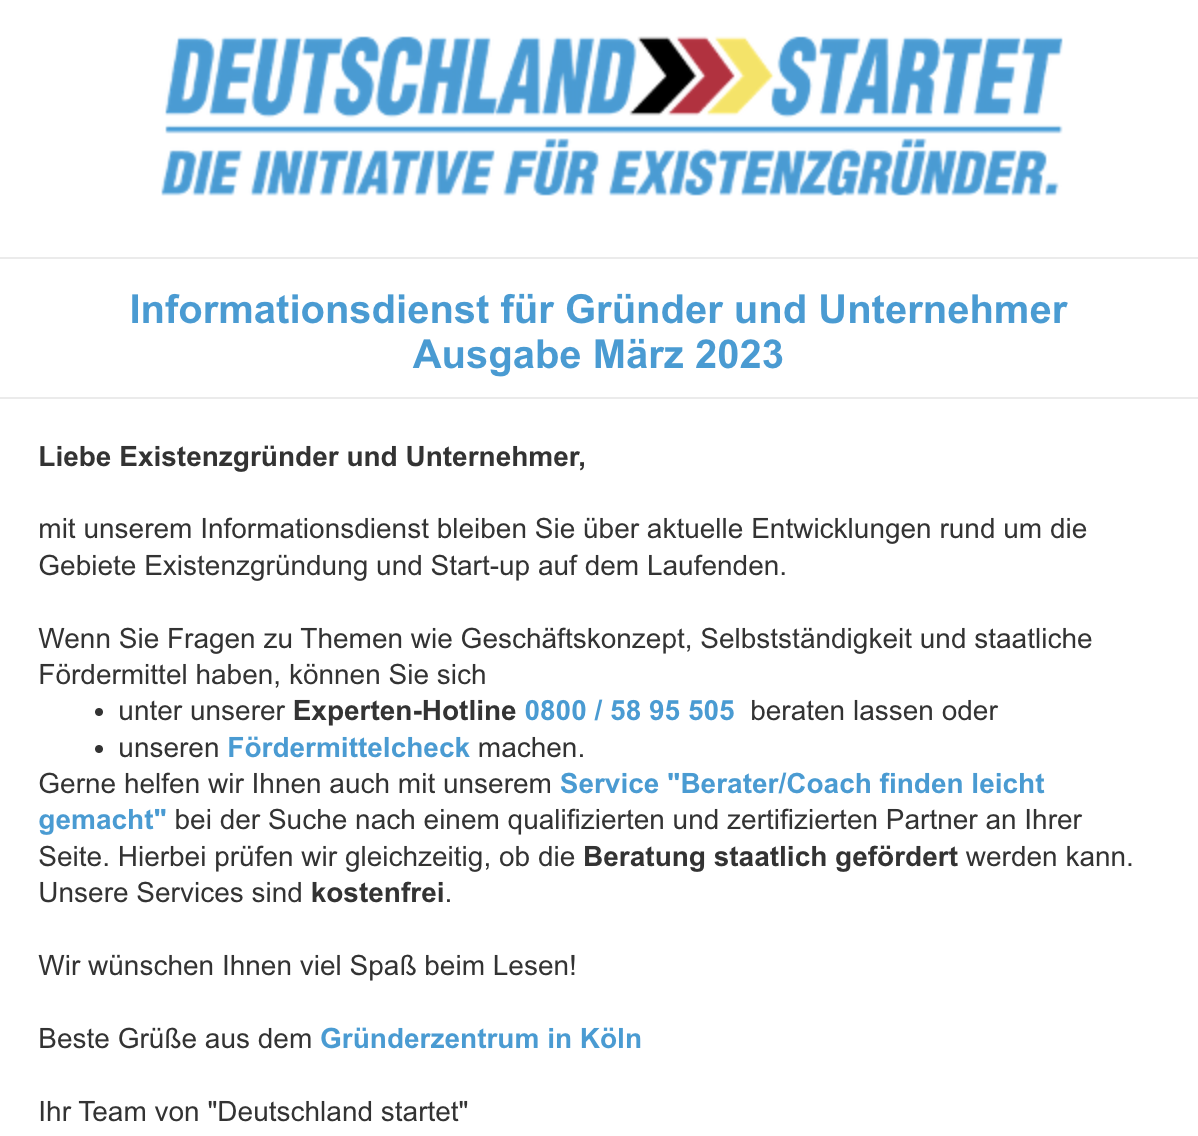 DEUTSCHLAND STARTET
DIE INITIATIVE FÜR EXISTENZGRÜNDER.
Informationsdienst für Gründer und Unternehmer
Ausgabe März 2023
Liebe Existenzgründer und Unternehmer,
mit unserem Informationsdienst bleiben Sie über aktuelle Entwicklungen rund um die
Gebiete Existenzgründung und Start-up auf dem Laufenden.
Wenn Sie Fragen zu Themen wie Geschäftskonzept, Selbstständigkeit und staatliche
Fördermittel haben, können Sie sich
• unter unserer Experten-Hotline 0800 / 58 95 505 beraten lassen oder
• unseren Fördermittelcheck machen.
Gerne helfen wir Ihnen auch mit unserem Service "Berater/Coach finden leicht
gemacht" bei der Suche nach einem qualifizierten und zertifizierten Partner an Ihrer
Seite. Hierbei prüfen wir gleichzeitig, ob die Beratung staatlich gefördert werden kann.
Unsere Services sind kostenfrei.
Wir wünschen Ihnen viel Spaß beim Lesen!
Beste Grüße aus dem Gründerzentrum in Köln
Ihr Team von "Deutschland startet"